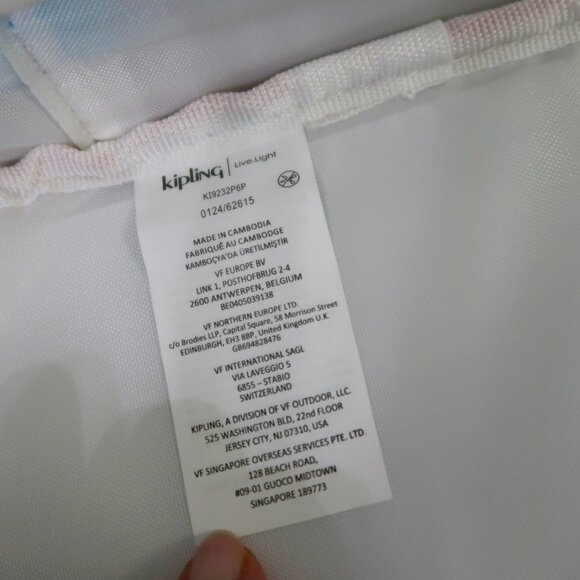 kipling | Live.Light
KI9232P6P
0124/62615
MADE IN CAMBODIA
FABRIQUÉ AU CAMBODGE
KAMBOÇYA'DA ÜRETİLMİŞTİR
VF EUROPE BV
LINK 1, POSTHOFBRUG 2-4
2600 ANTWERPEN, BELGIUM
BE0405039138
VF NORTHERN EUROPE LTD.
c/o Brodies LLP, Capital Square, 58 Morrison Street
EDINBURGH, EH3 8BP, United Kingdom U.K.
GB694828476
VF INTERNATIONAL SAGL
VIA LAVEGGIO 5
6855 – STABIO
SWITZERLAND
KIPLING, A DIVISION OF VF OUTDOOR, LLC.
525 WASHINGTON BLD, 22nd FLOOR
JERSEY CITY, NJ 07310, USA
VF SINGAPORE OVERSEAS SERVICES PTE. LTD.
128 BEACH ROAD,
#09-01 GUOCO MIDTOWN
SINGAPORE 189773